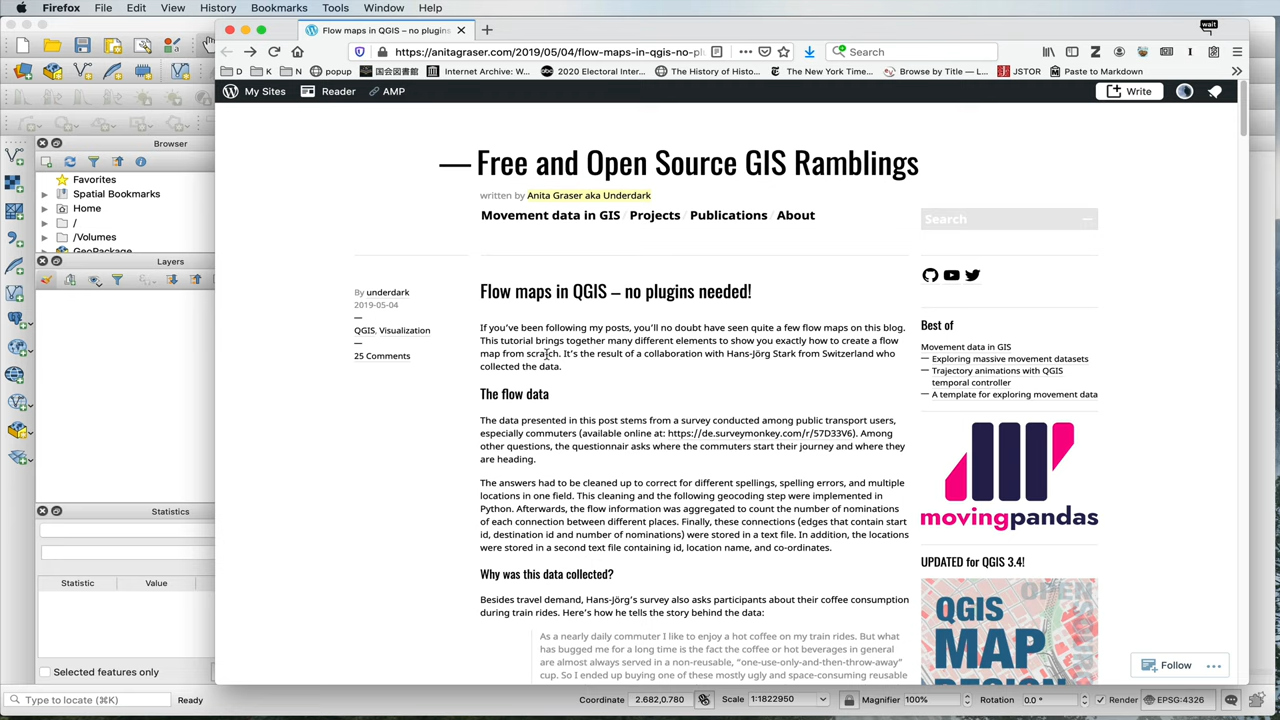 Firefox File Edit View History Bookmarks Tools Window Help
wait
Flow maps in QGIS – no plugins
https://anitagraser.com/2019/05/04/flow-maps-in-qgis-no-pl
Search
D K N popup 国会図書館 Internet Archive: W... 2020 Electoral Inter... The History of Histo... The New York Time... Browse by Title — L... JSTOR Paste to Markdown
My Sites Reader AMP Write
— Free and Open Source GIS Ramblings
written by Anita Graser aka Underdark
Movement data in GIS / Projects / Publications / About
Search
By underdark
2019-05-04
—
QGIS, Visualization
—
25 Comments
Flow maps in QGIS – no plugins needed!
If you've been following my posts, you'll no doubt have seen quite a few flow maps on this blog.
This tutorial brings together many different elements to show you exactly how to create a flow
map from scratch. It's the result of a collaboration with Hans-Jörg Stark from Switzerland who
collected the data.
The flow data
The data presented in this post stems from a survey conducted among public transport users,
especially commuters (available online at: https://de.surveymonkey.com/r/57D33V6). Among
other questions, the questionnair asks where the commuters start their journey and where they
are heading.
The answers had to be cleaned up to correct for different spellings, spelling errors, and multiple
locations in one field. This cleaning and the following geocoding step were implemented in
Python. Afterwards, the flow information was aggregated to count the number of nominations
of each connection between different places. Finally, these connections (edges that contain start
id, destination id and number of nominations) were stored in a text file. In addition, the locations
were stored in a second text file containing id, location name, and co-ordinates.
Why was this data collected?
Besides travel demand, Hans-Jörg's survey also asks participants about their coffee consumption
during train rides. Here's how he tells the story behind the data:
As a nearly daily commuter I like to enjoy a hot coffee on my train rides. But what
has bugged me for a long time is the fact the coffee or hot beverages in general
are almost always served in a non-reusable, "one-use-only-and-then-throw-away"
cup. So I ended up buying one of these mostly ugly and space-consuming reusable
Best of
Movement data in GIS
— Exploring massive movement datasets
— Trajectory animations with QGIS
temporal controller
— A template for exploring movement data
movingpandas
UPDATED for QGIS 3.4!
OPEN
QGIS
MAP
DESIGN
Follow
Browser
Favorites
Spatial Bookmarks
Home
/
/Volumes
GeoPackage
Layers
Statistics
Statistic Value
Selected features only
Type to locate (⌘K) Ready Coordinate 2.682,0.780 Scale 1:1822950 Magnifier 100% Rotation 0.0 ° Render EPSG:4326